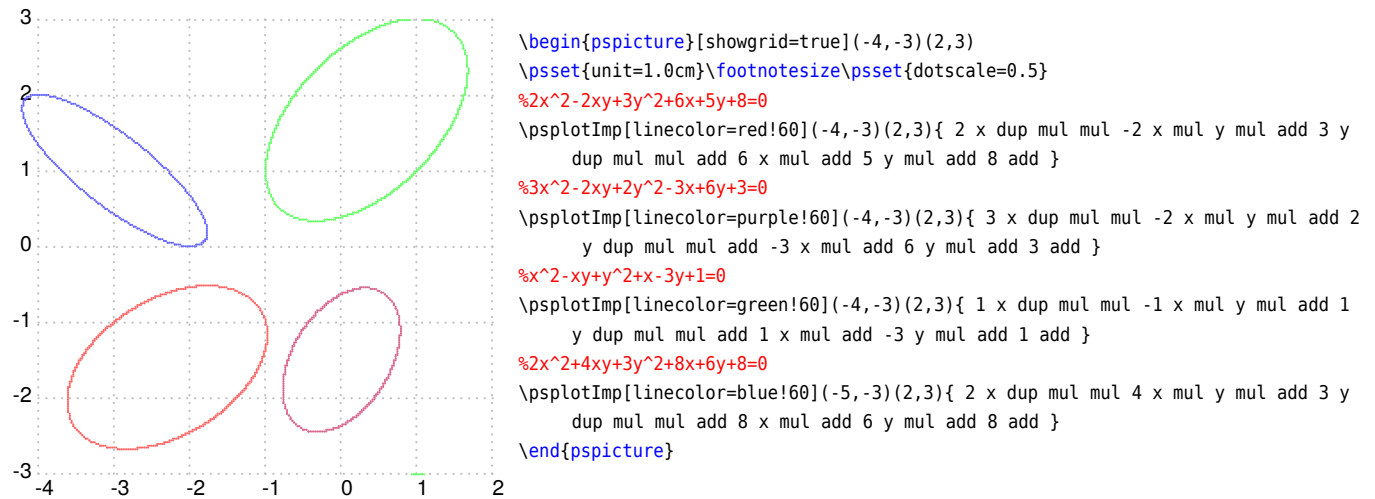 3
2
1
0
-1
-2
-3
-4 -3 -2 -1 0 1 2
\begin{pspicture}[showgrid=true](-4,-3)(2,3)
\psset{unit=1.0cm}\footnotesize\psset{dotscale=0.5}
%2x^2-2xy+3y^2+6x+5y+8=0
\psplotImp[linecolor=red!60](-4,-3)(2,3){ 2 x dup mul mul -2 x mul y mul add 3 y
dup mul mul add 6 x mul add 5 y mul add 8 add }
%3x^2-2xy+2y^2-3x+6y+3=0
\psplotImp[linecolor=purple!60](-4,-3)(2,3){ 3 x dup mul mul -2 x mul y mul add 2
y dup mul mul add -3 x mul add 6 y mul add 3 add }
%x^2-xy+y^2+x-3y+1=0
\psplotImp[linecolor=green!60](-4,-3)(2,3){ 1 x dup mul mul -1 x mul y mul add 1
y dup mul mul add 1 x mul add -3 y mul add 1 add }
%2x^2+4xy+3y^2+8x+6y+8=0
\psplotImp[linecolor=blue!60](-5,-3)(2,3){ 2 x dup mul mul 4 x mul y mul add 3 y
dup mul mul add 8 x mul add 6 y mul add 8 add }
\end{pspicture}